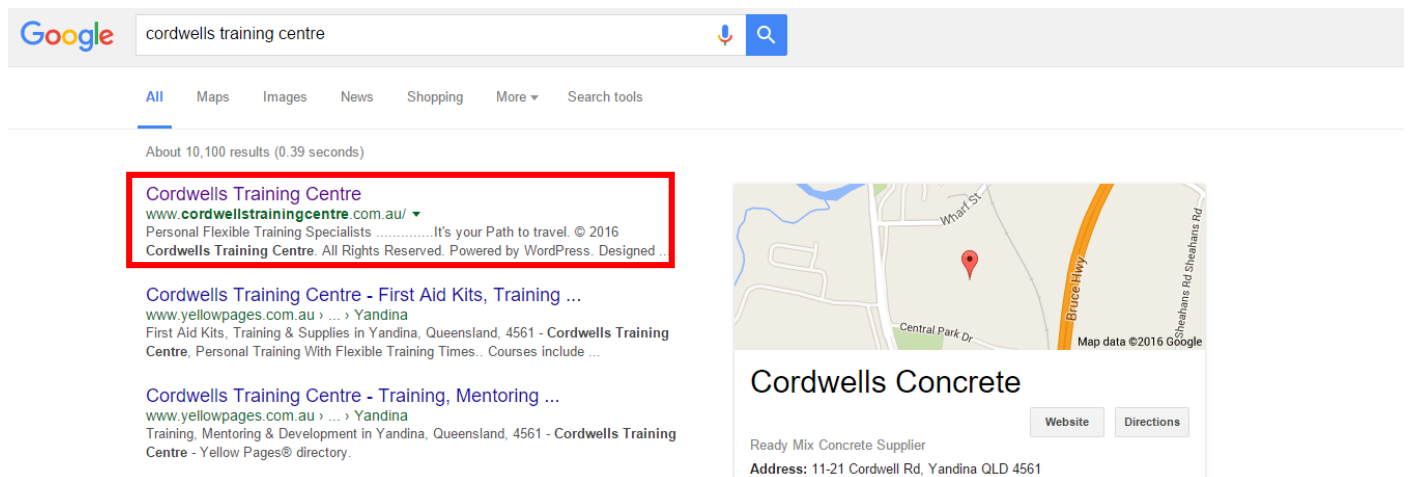 Google
cordwells training centre
All Maps Images News Shopping More Search tools
About 10,100 results (0.39 seconds)
Cordwells Training Centre
www.cordwellstrainingcentre.com.au/
Personal Flexible Training Specialists ..............It's your Path to travel. © 2016
Cordwells Training Centre. All Rights Reserved. Powered by WordPress. Designed ...
Cordwells Training Centre - First Aid Kits, Training ...
www.yellowpages.com.au › ... › Yandina
First Aid Kits, Training & Supplies in Yandina, Queensland, 4561 - Cordwells Training
Centre, Personal Training With Flexible Training Times.. Courses include ...
Cordwells Training Centre - Training, Mentoring ...
www.yellowpages.com.au › ... › Yandina
Training, Mentoring & Development in Yandina, Queensland, 4561 - Cordwells Training
Centre - Yellow Pages® directory.
Wharf St
Bruce Hwy
Sheahans Rd Sheahans Rd
Central Park Dr
Map data ©2016 Google
Cordwells Concrete
Website Directions
Ready Mix Concrete Supplier
Address: 11-21 Cordwell Rd, Yandina QLD 4561